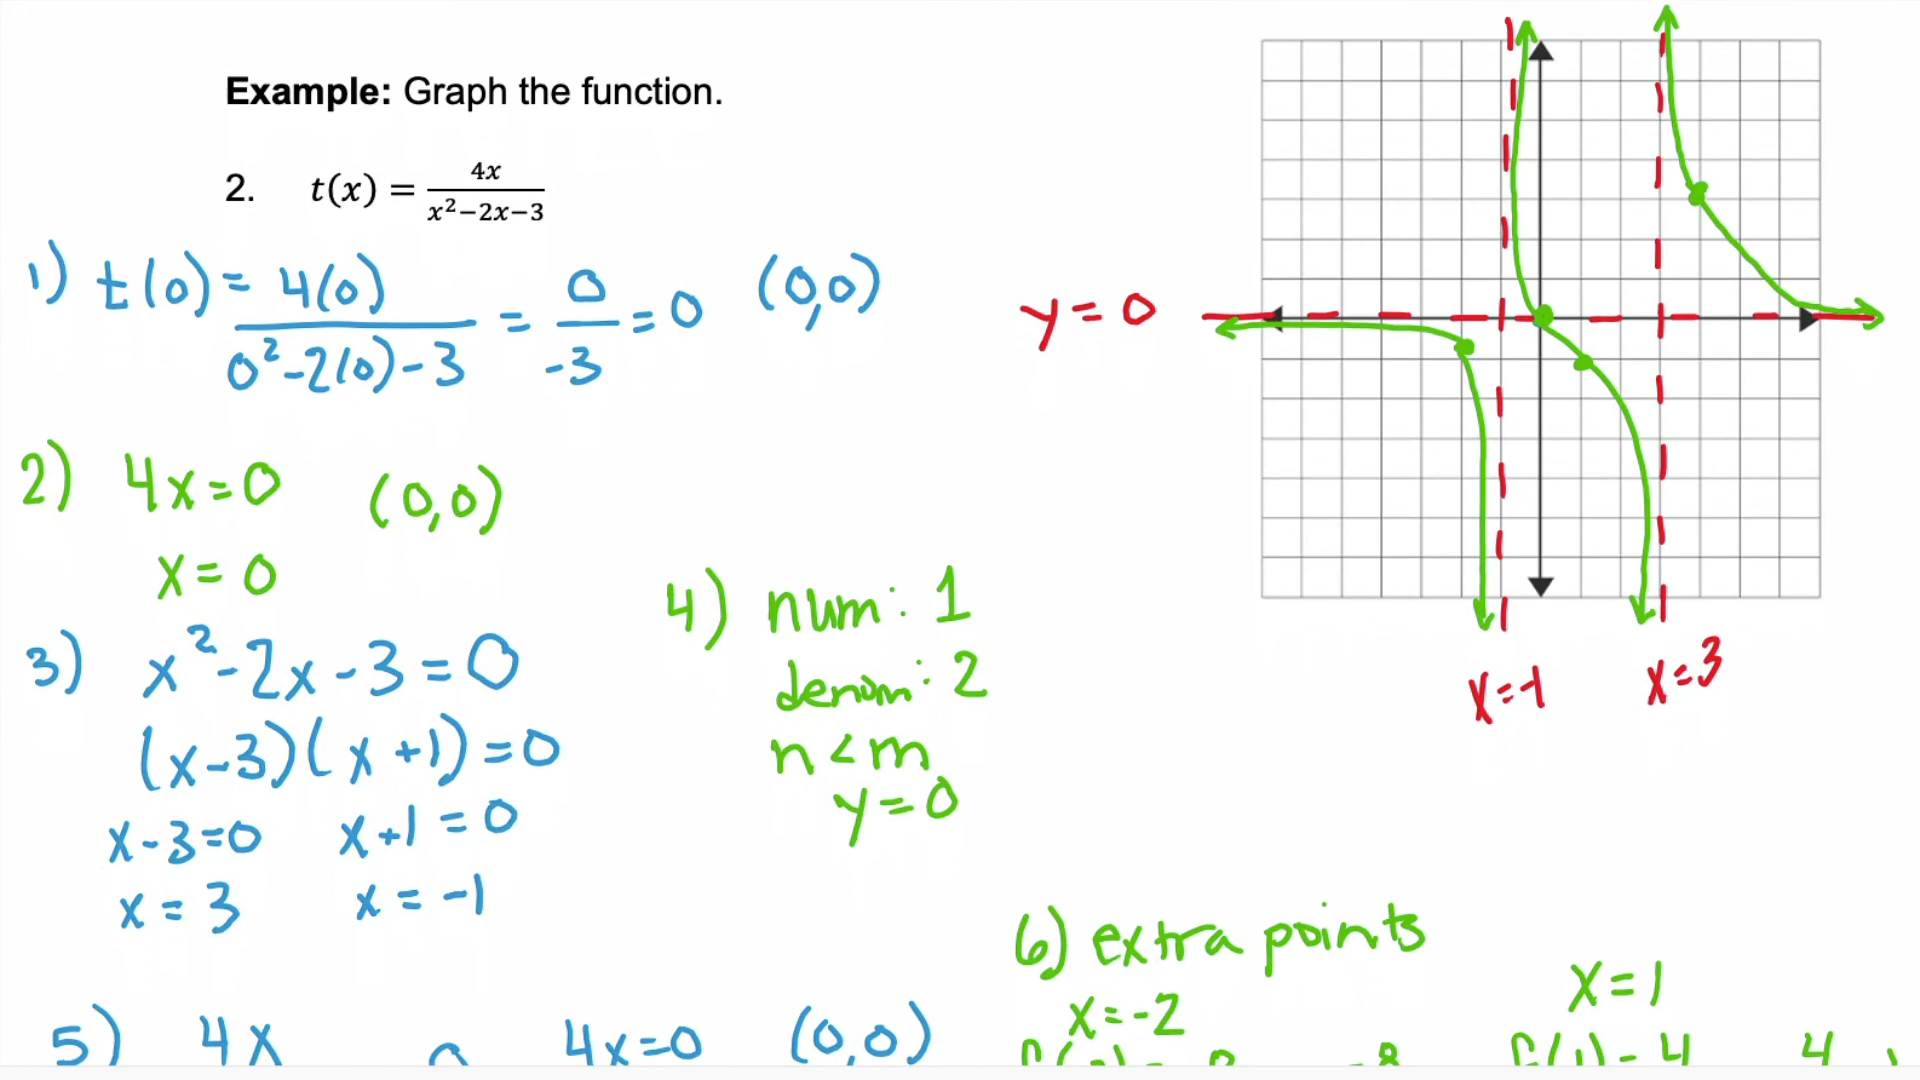 Example: Graph the function.
2. t(x) = 4x / x²−2x−3
1) t(0) = 4(0) / 0²-2(0)-3 = 0 / -3 = 0 (0,0)
2) 4x=0 (0,0)
x=0
3) x²-2x-3=0
(x-3)(x+1)=0
x-3=0 x+1=0
x=3 x=-1
4) num: 1
denom: 2
n<m
y=0
y=0
x=-1 x=3
5) 4x 4x=0 (0,0)
6) extra points
x=-2 x=1